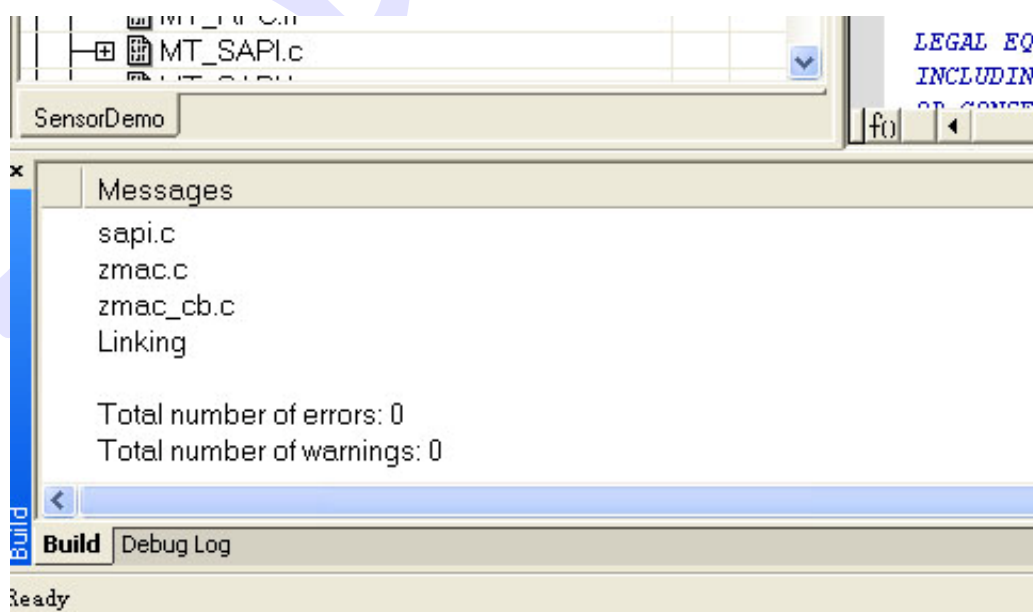 MT_SAPI.c
LEGAL EQ
INCLUDIN
SensorDemo
f()
Messages
sapi.c
zmac.c
zmac_cb.c
Linking
Total number of errors: 0
Total number of warnings: 0
Build
Build
Debug Log
Ready